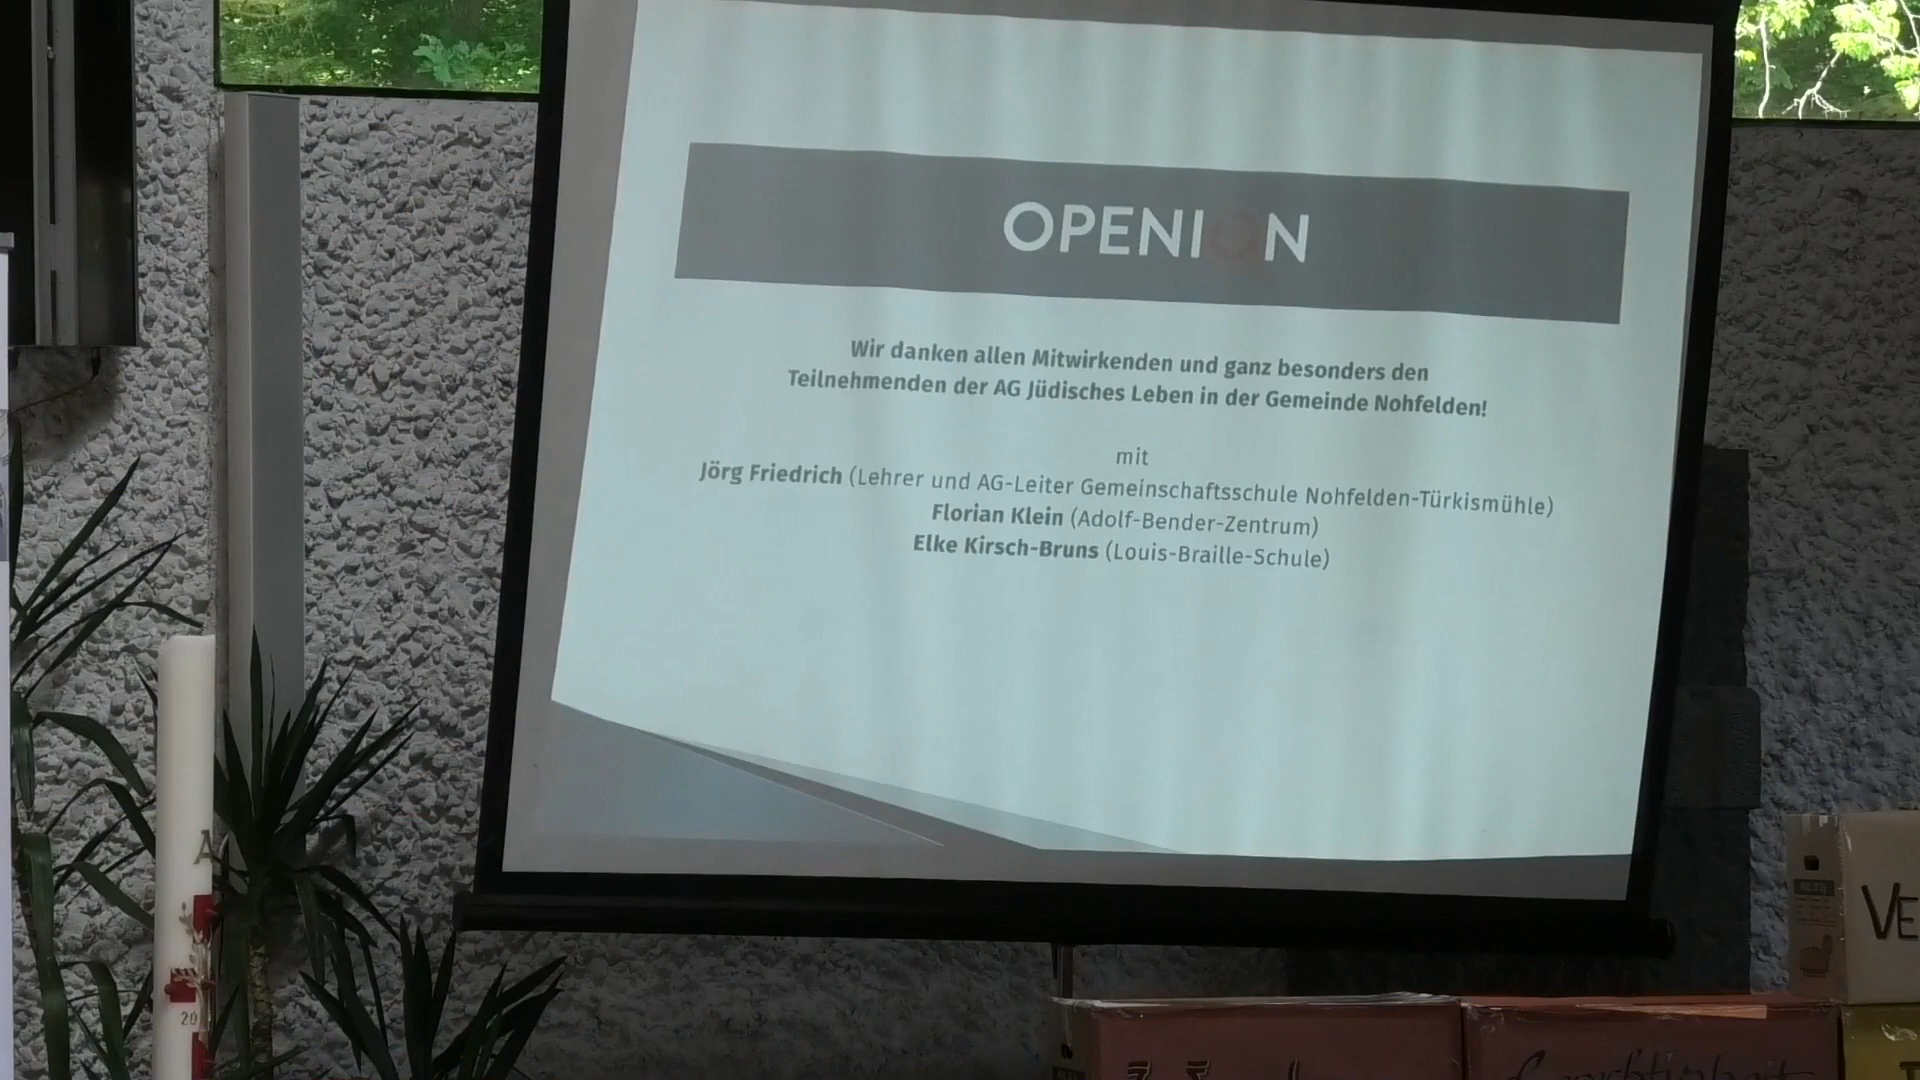 OPENION
Wir danken allen Mitwirkenden und ganz besonders den
Teilnehmenden der AG Jüdisches Leben in der Gemeinde Nohfelden!
mit
Jörg Friedrich (Lehrer und AG-Leiter Gemeinschaftsschule Nohfelden-Türkismühle)
Florian Klein (Adolf-Bender-Zentrum)
Elke Kirsch-Bruns (Louis-Braille-Schule)
A
20
VE